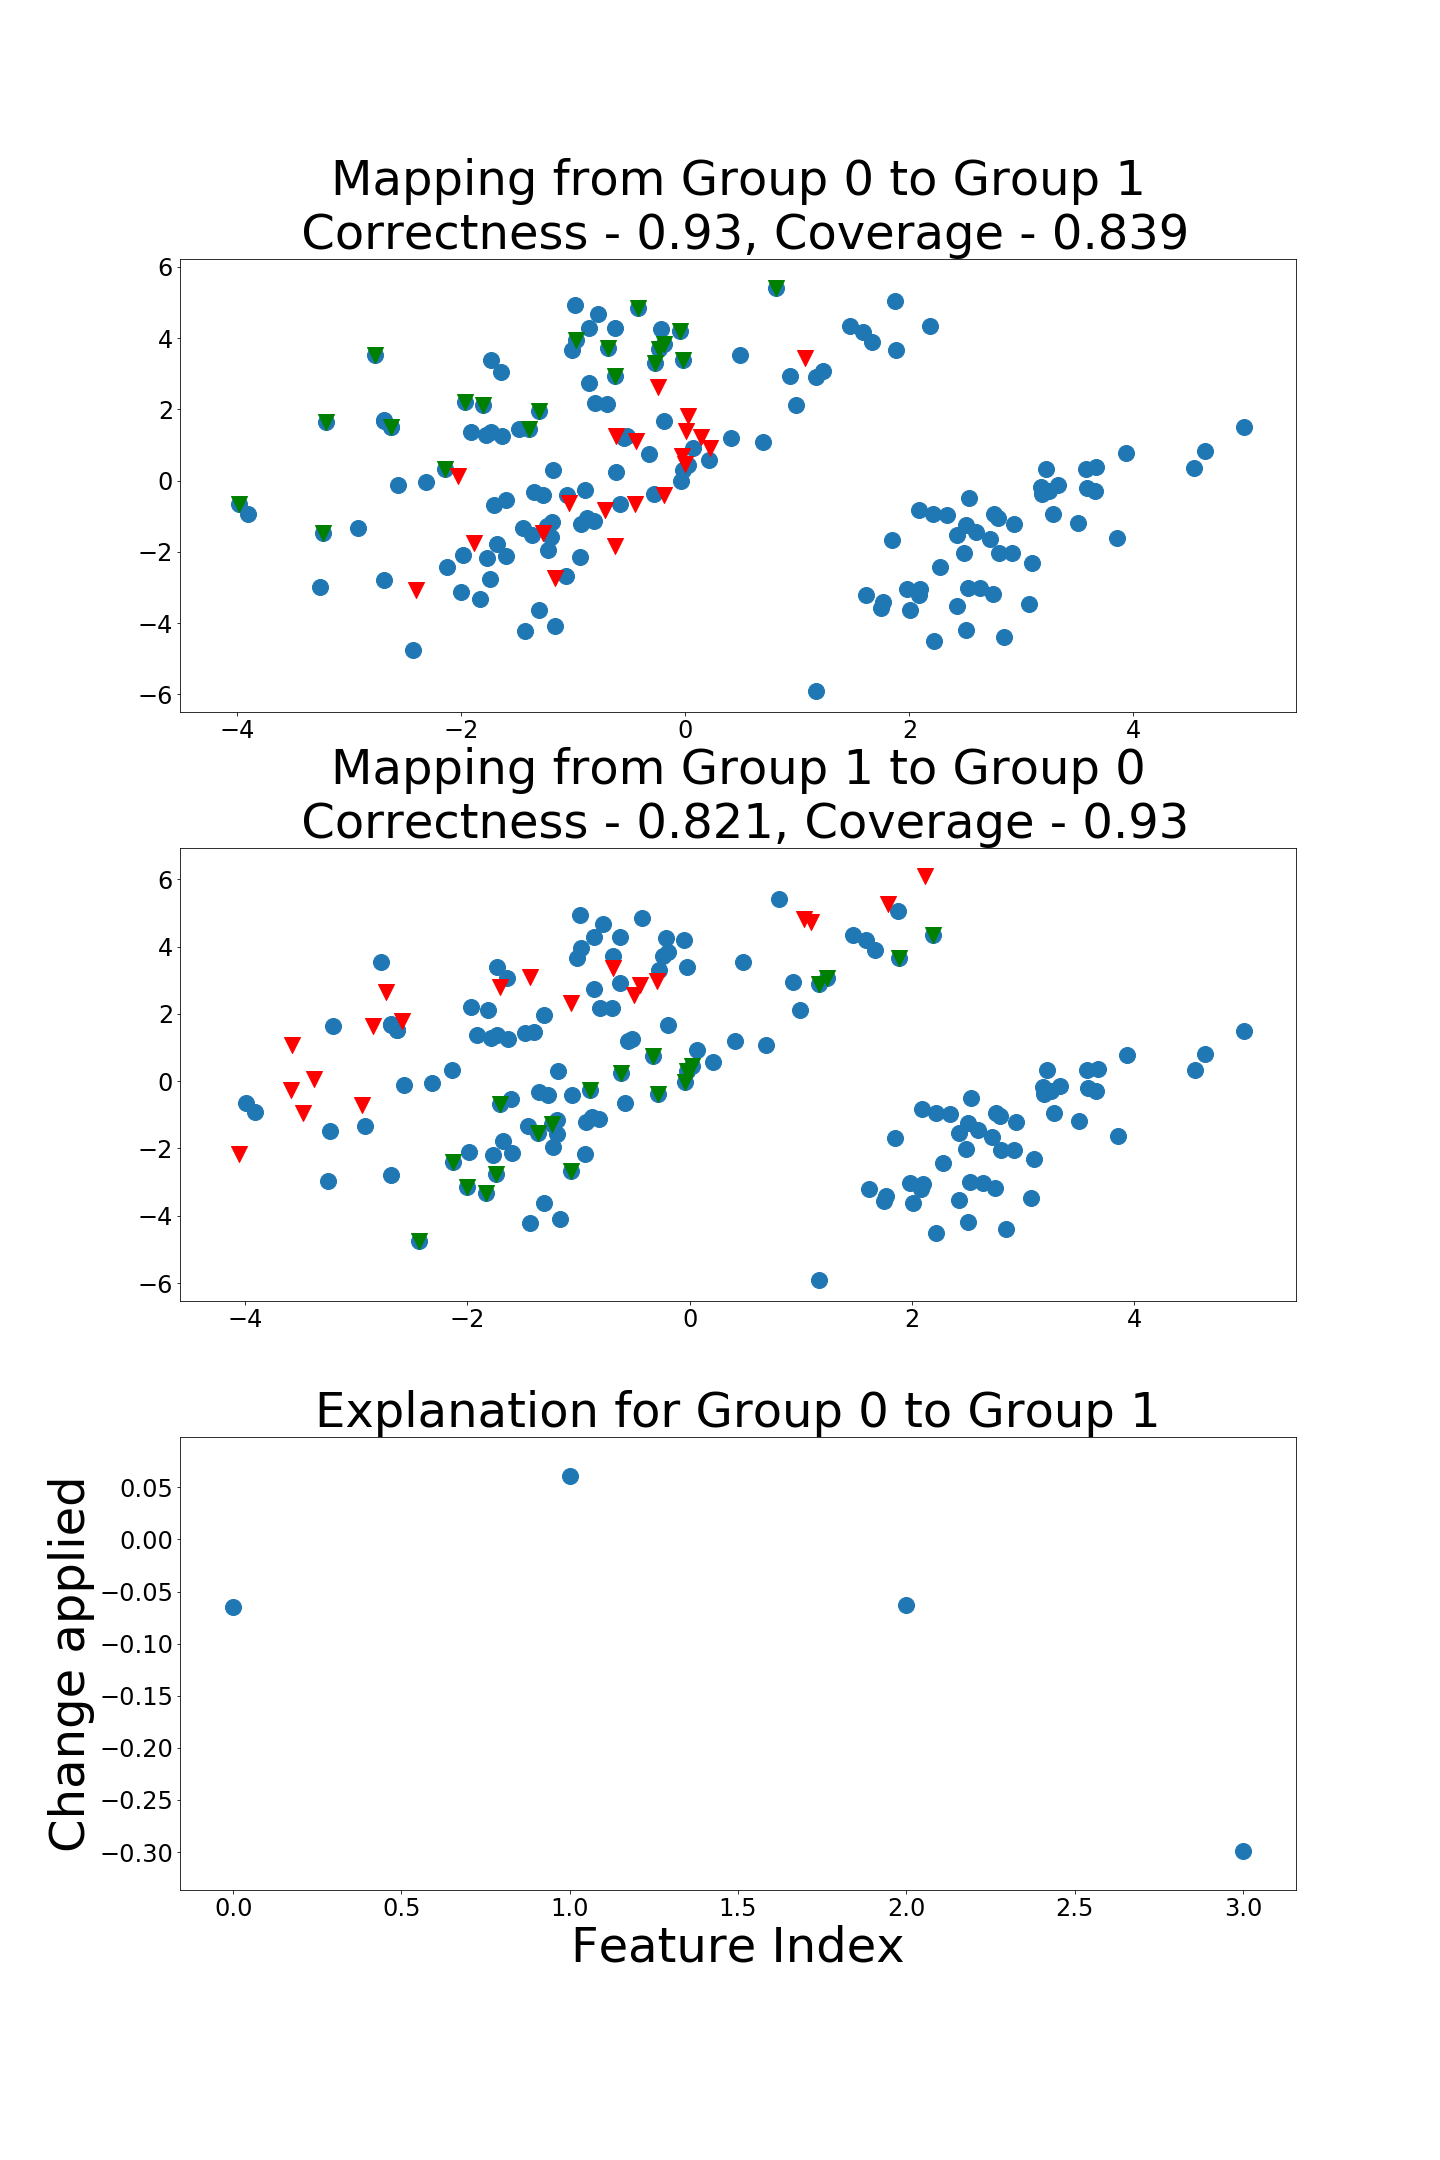 Mapping from Group 0 to Group 1
Correctness - 0.93, Coverage - 0.839
6
4
2
0
−2
−4
−6
−4 −2 0 2 4
Mapping from Group 1 to Group 0
Correctness - 0.821, Coverage - 0.93
6
4
2
0
−2
−4
−6
−4 −2 0 2 4
Explanation for Group 0 to Group 1
Change applied
0.05
0.00
−0.05
−0.10
−0.15
−0.20
−0.25
−0.30
0.0 0.5 1.0 1.5 2.0 2.5 3.0
Feature Index